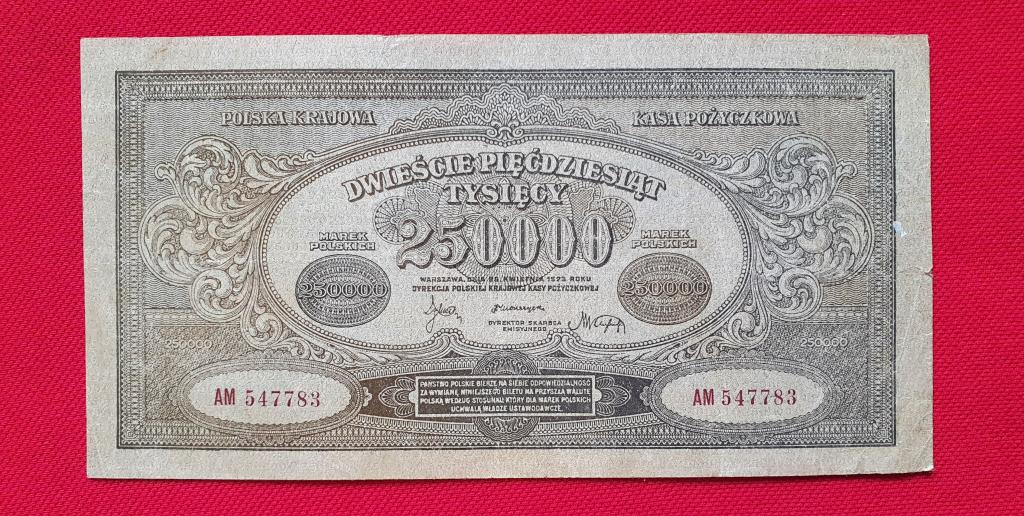 POLSKA KRAJOWA KASA POŻYCZKOWA
DWIEŚCIE PIĘĆDZIESIĄT
TYSIĘCY
250000
MAREK
POLSKICH
MAREK
POLSKICH
250000
250000
WARSZAWA, DNIA 25. KWIETNIA 1923 ROKU
DYREKCJA POLSKIEJ KRAJOWEJ KASY POŻYCZKOWEJ
DYREKTOR SKARBCA
EMISYJNEGO
250000
AM 547783
PAŃSTWO POLSKIE BIERZE NA SIEBIE ODPOWIEDZIALNOŚĆ
ZA WYMIANĘ NINIEJSZEGO BILETU NA PRZYSZŁĄ WALUTĘ
POLSKĄ WEDŁUG STOSUNKU, KTÓRY DLA MAREK POLSKICH
UCHWALĄ WŁADZE USTAWODAWCZE.
AM 547783